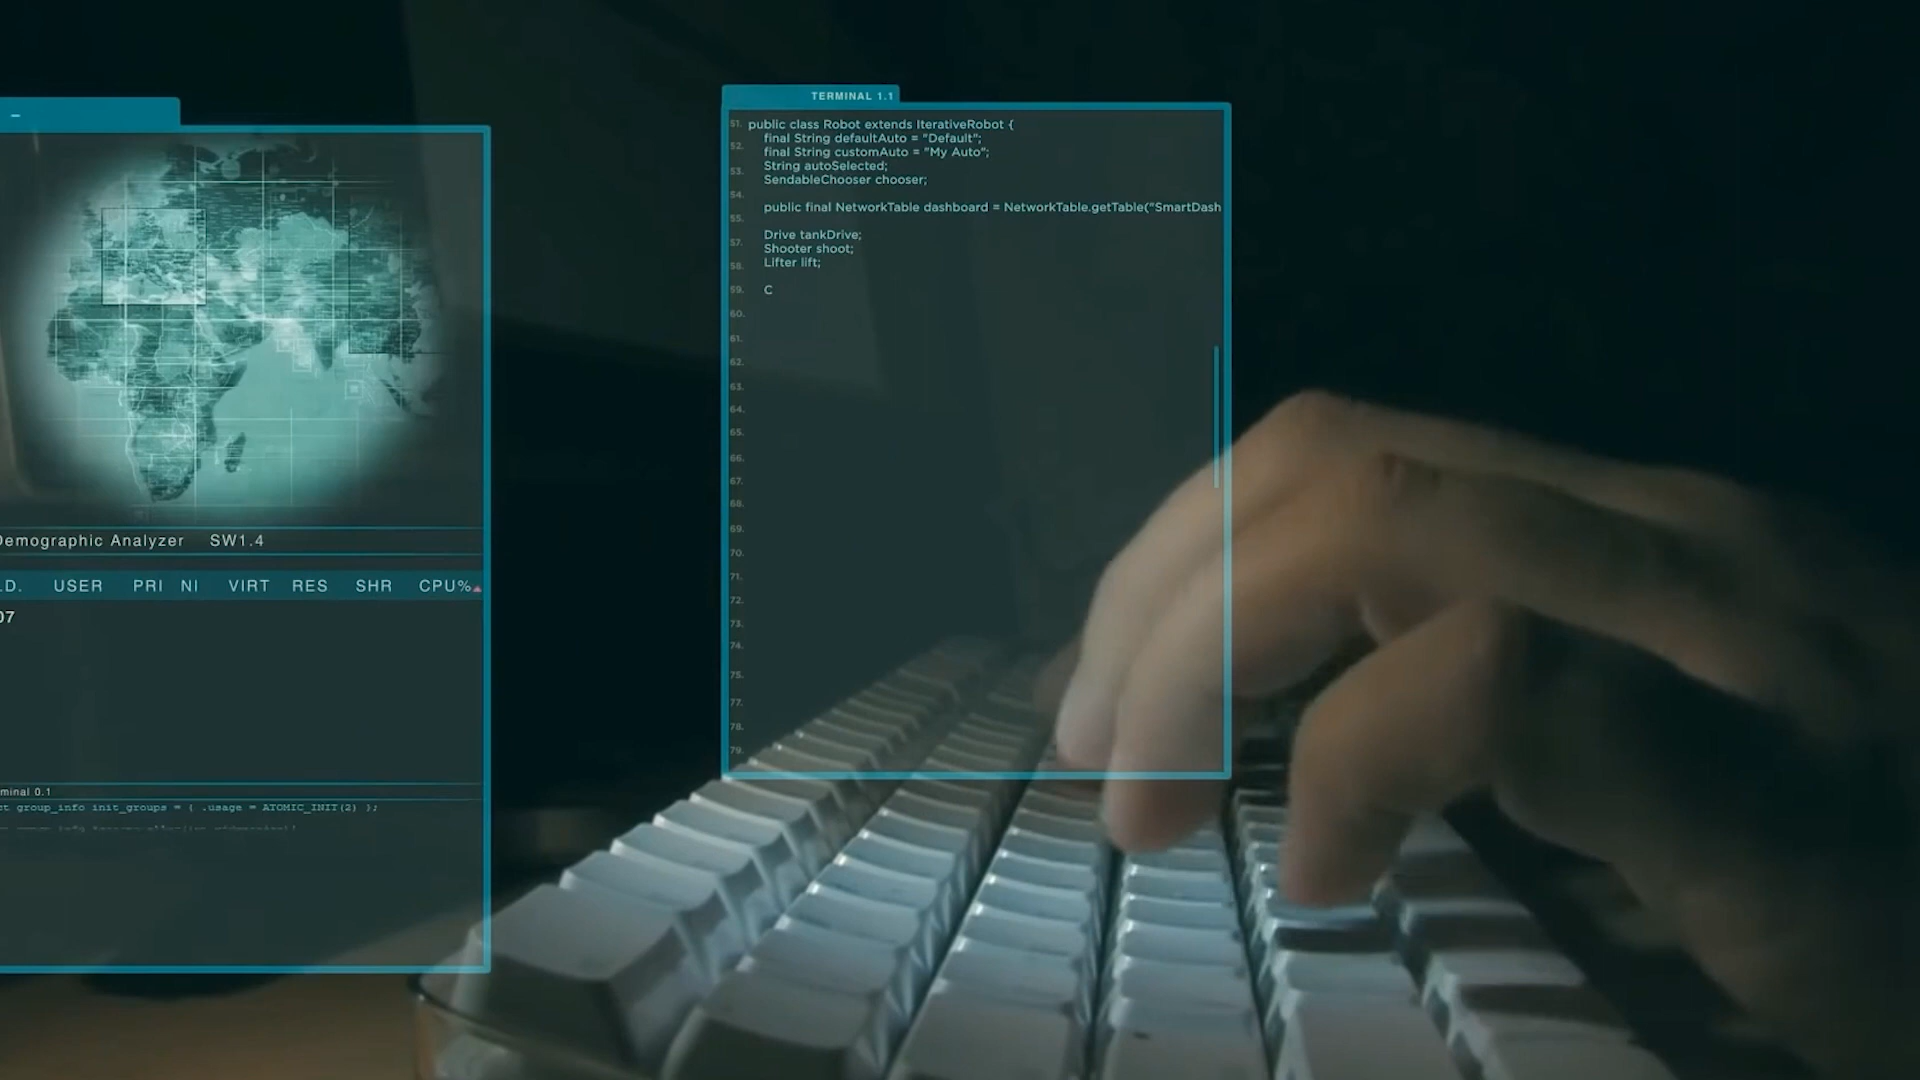 TERMINAL 1.1
51. public class Robot extends IterativeRobot {
final String defaultAuto = "Default";
52.
final String customAuto = "My Auto";
53. String autoSelected;
SendableChooser chooser;
54.
public final NetworkTable dashboard = NetworkTable.getTable("SmartDash
55.
Drive tankDrive;
57.
Shooter shoot;
58. Lifter lift;
59. C
60.
61.
62.
63.
64.
65.
66.
67.
68.
69.
70.
71.
72.
73.
74.
75.
77.
78.
79.
Demographic Analyzer SW1.4
.D. USER PRI NI VIRT RES SHR CPU%
07
minal 0.1
ct group_info init_groups = { .usage = ATOMIC_INIT(2) };